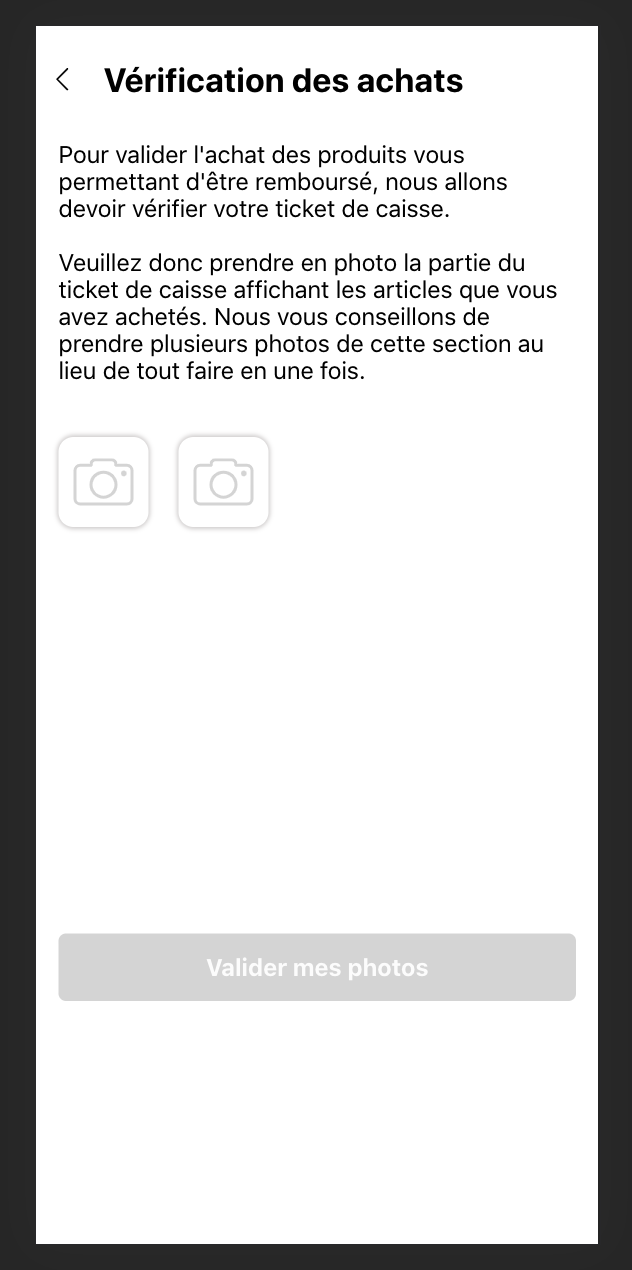 Vérification des achats
Pour valider l'achat des produits vous
permettant d'être remboursé, nous allons
devoir vérifier votre ticket de caisse.
Veuillez donc prendre en photo la partie du
ticket de caisse affichant les articles que vous
avez achetés. Nous vous conseillons de
prendre plusieurs photos de cette section au
lieu de tout faire en une fois.
Valider mes photos